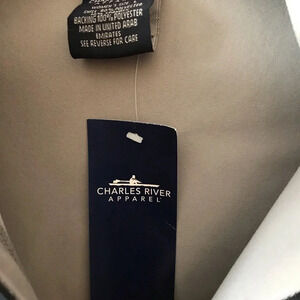 BACKING 100% POLYESTER
MADE IN UNITED ARAB
EMIRATES
SEE REVERSE FOR CARE
CHARLES RIVER
APPAREL